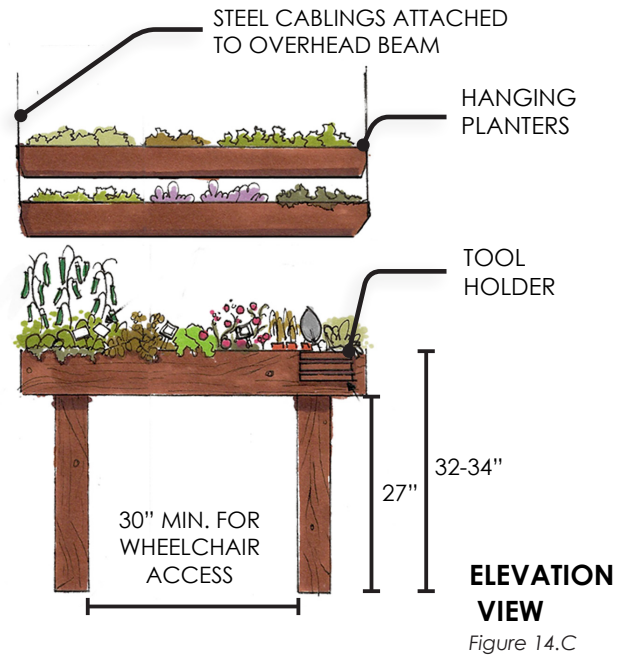 STEEL CABLINGS ATTACHED
TO OVERHEAD BEAM
HANGING
PLANTERS
TOOL
HOLDER
32-34”
27”
30” MIN. FOR
WHEELCHAIR
ACCESS
ELEVATION
VIEW
Figure 14.C